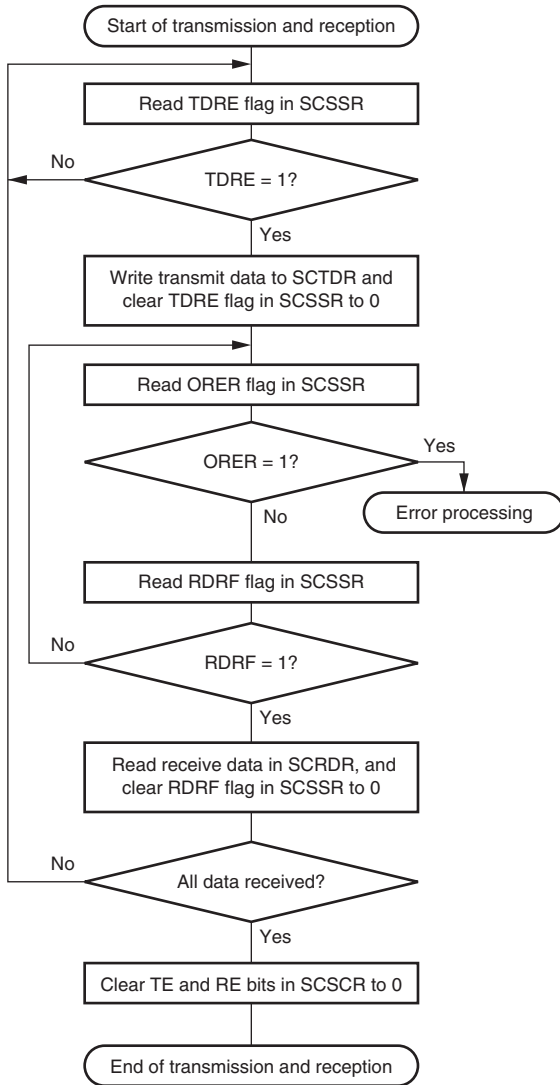 Start of transmission and reception
Read TDRE flag in SCSSR
No
TDRE = 1?
Yes
Write transmit data to SCTDR and
clear TDRE flag in SCSSR to 0
Read ORER flag in SCSSR
Yes
ORER = 1?
Error processing
No
Read RDRF flag in SCSSR
No
RDRF = 1?
Yes
Read receive data in SCRDR, and
clear RDRF flag in SCSSR to 0
No
All data received?
Yes
Clear TE and RE bits in SCSCR to 0
End of transmission and reception